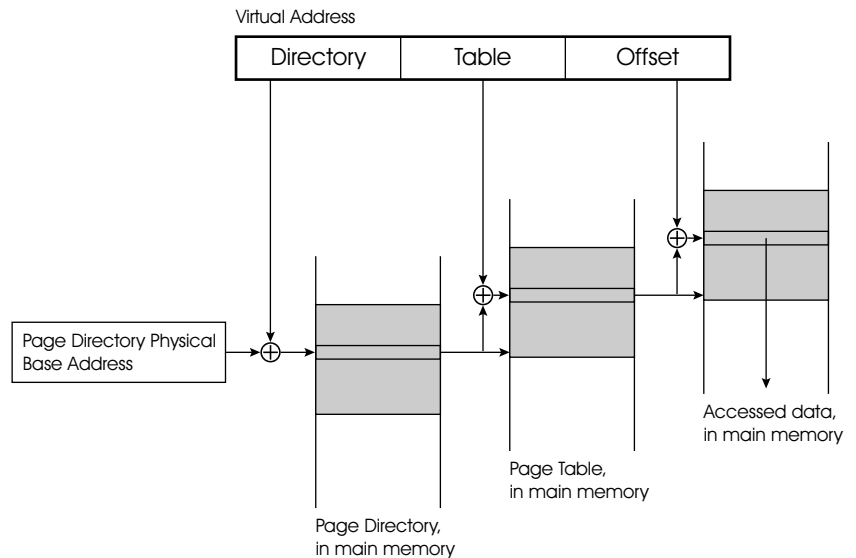 Virtual Address
Directory Table Offset
Page Directory Physical
Base Address
Accessed data,
in main memory
Page Table,
in main memory
Page Directory,
in main memory